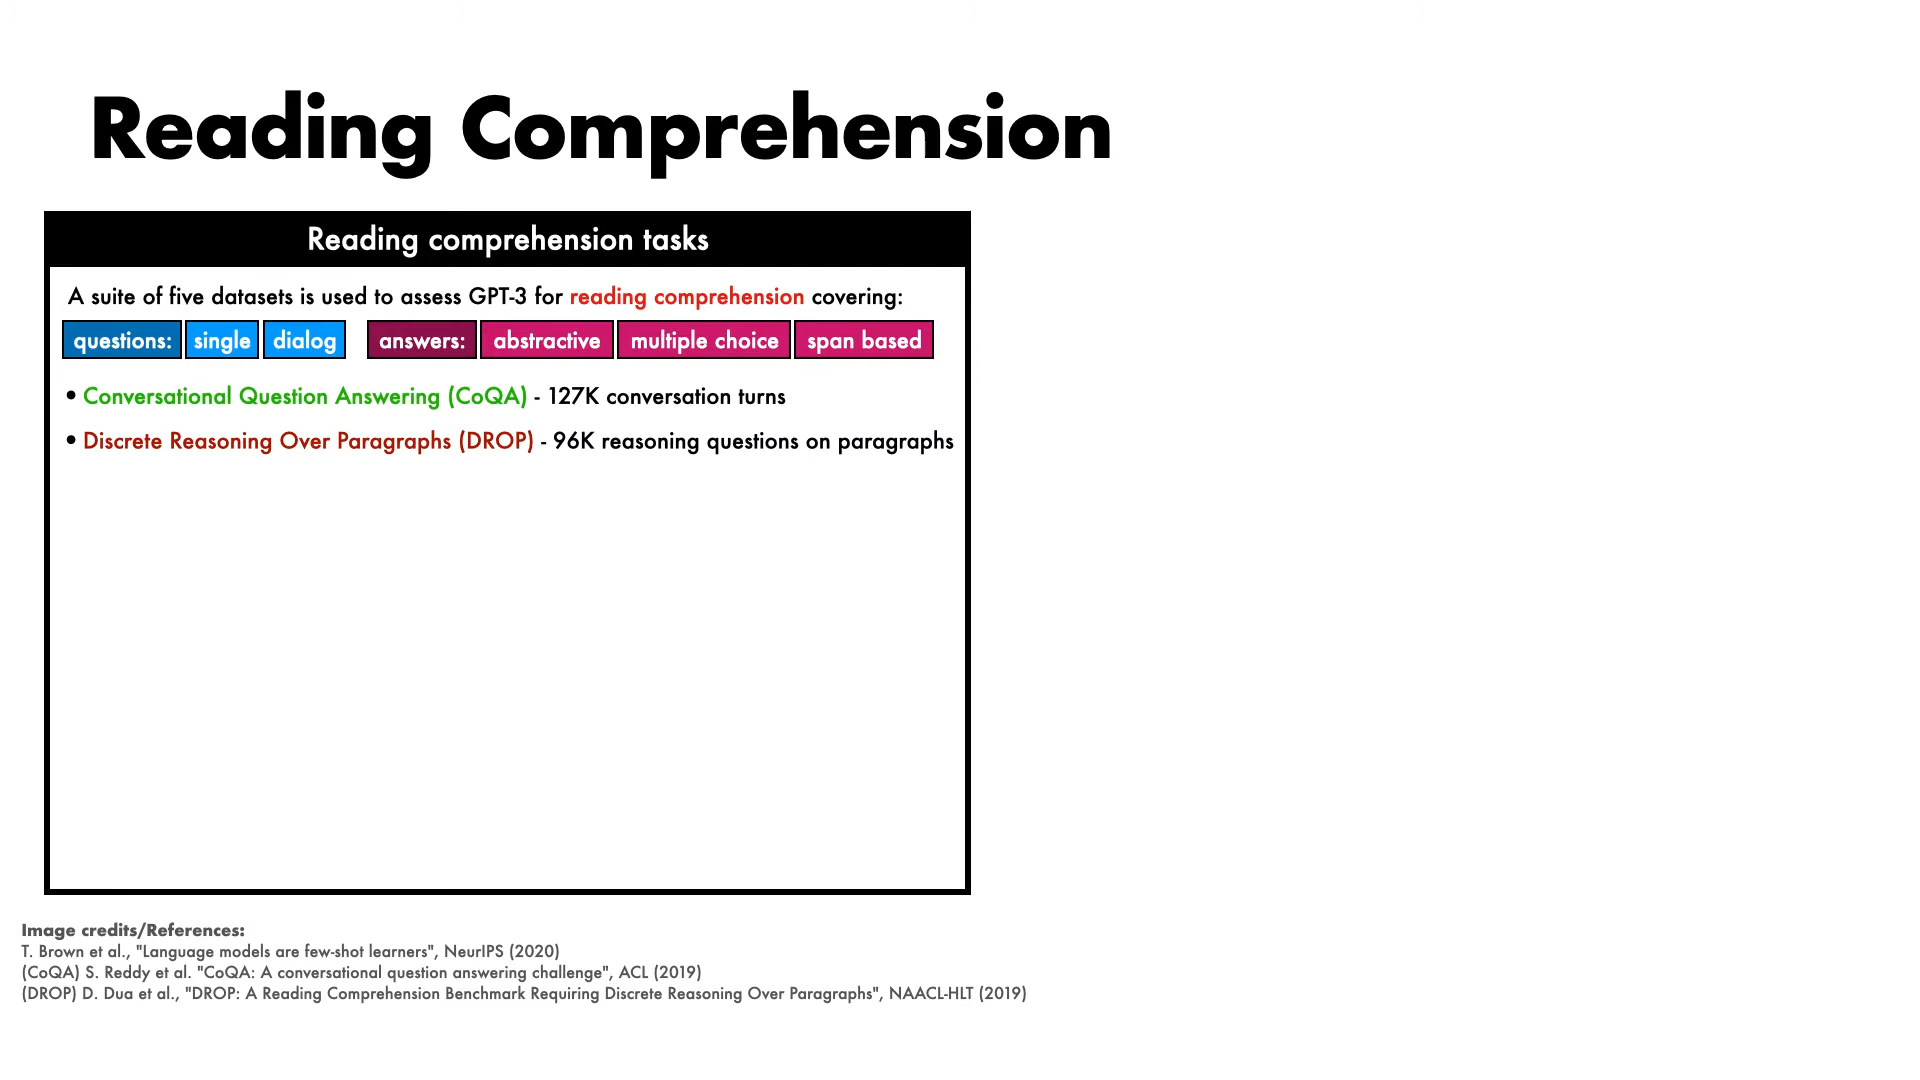 Reading Comprehension
Reading comprehension tasks
A suite of five datasets is used to assess GPT-3 for reading comprehension covering:
questions: single dialog answers: abstractive multiple choice span based
• Conversational Question Answering (CoQA) - 127K conversation turns
• Discrete Reasoning Over Paragraphs (DROP) - 96K reasoning questions on paragraphs
Image credits/References:
T. Brown et al., "Language models are few-shot learners", NeurIPS (2020)
(CoQA) S. Reddy et al. "CoQA: A conversational question answering challenge", ACL (2019)
(DROP) D. Dua et al., "DROP: A Reading Comprehension Benchmark Requiring Discrete Reasoning Over Paragraphs", NAACL-HLT (2019)